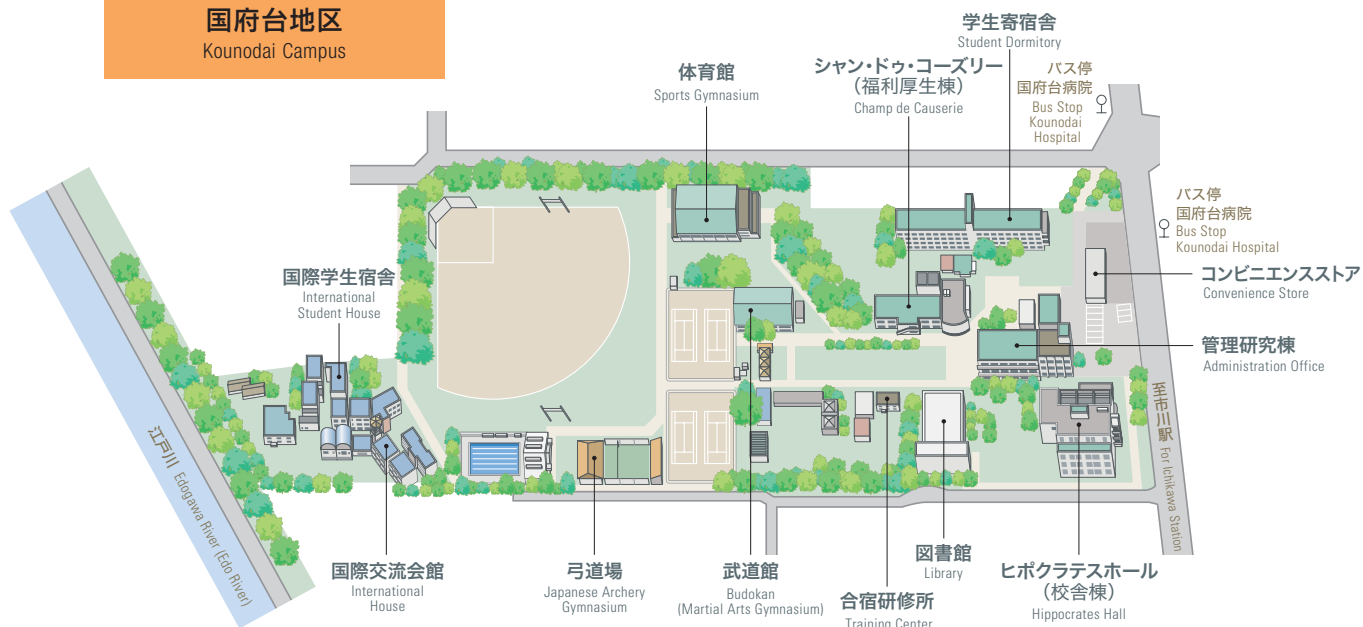 国府台地区
Kounodai Campus
学生寄宿舎
Student Dormitory
体育館
Sports Gymnasium
シャン・ドゥ・コーズリー
（福利厚生棟）
Champ de Causerie
バス停
国府台病院
Bus Stop
Kounodai
Hospital
バス停
国府台病院
Bus Stop
Kounodai Hospital
コンビニエンスストア
Convenience Store
国際学生宿舎
International
Student House
管理研究棟
Administration Office
至市川駅 For Ichikawa Station
江戸川 Edogawa River (Edo River)
国際交流会館
International
House
弓道場
Japanese Archery
Gymnasium
武道館
Budokan
(Martial Arts Gymnasium)
合宿研修所
Training Center
図書館
Library
ヒポクラテスホール
（校舎棟）
Hippocrates Hall